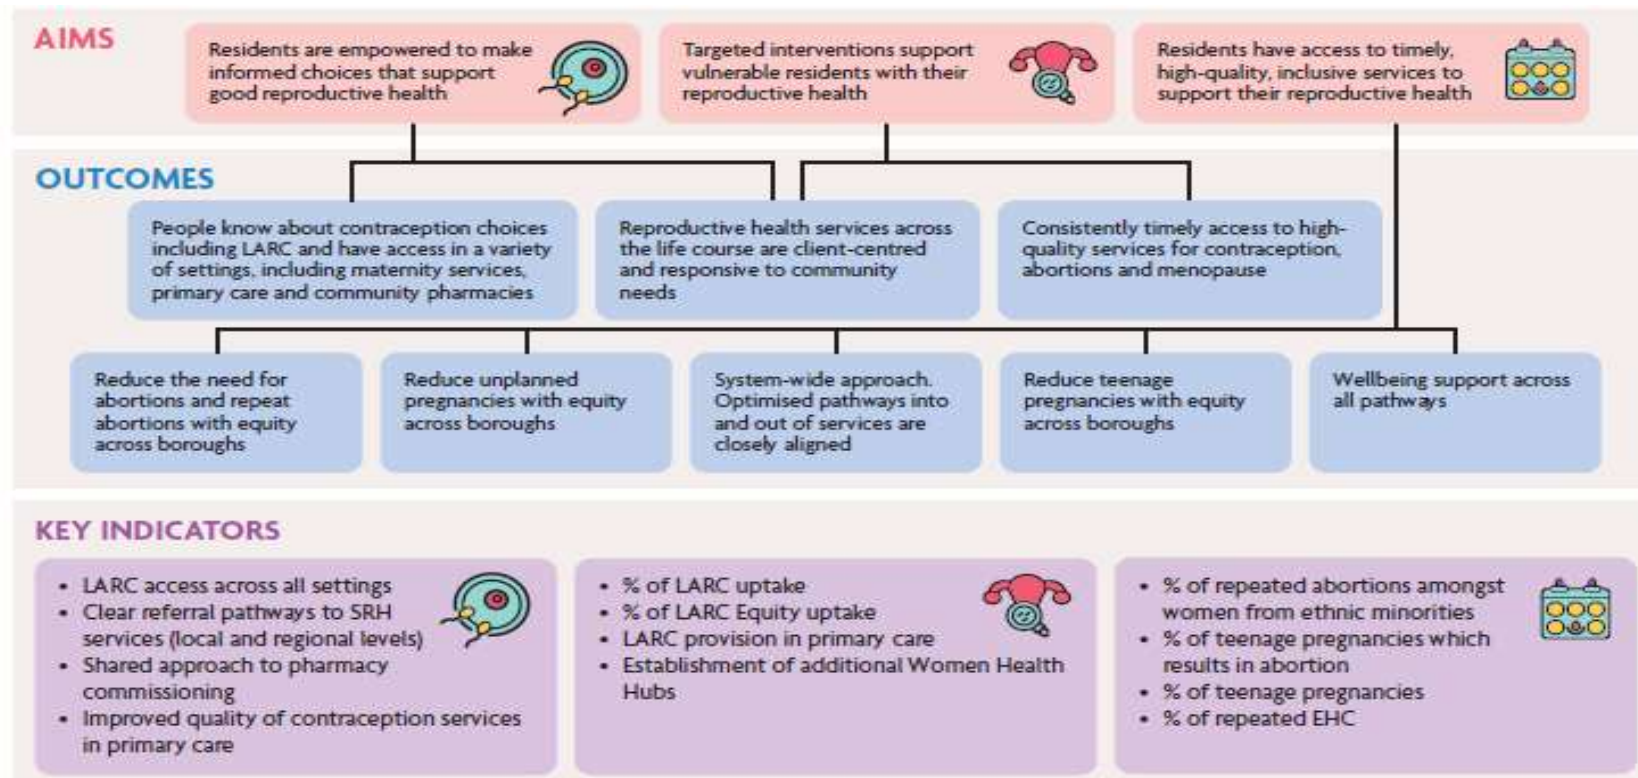 AIMS
Residents are empowered to make
informed choices that support
good reproductive health
Targeted interventions support
vulnerable residents with their
reproductive health
Residents have access to timely,
high-quality, inclusive services to
support their reproductive health
OUTCOMES
People know about contraception choices
including LARC and have access in a variety
of settings, including maternity services,
primary care and community pharmacies
Reproductive health services across
the life course are client-centred
and responsive to community
needs
Consistently timely access to high-
quality services for contraception,
abortions and menopause
Reduce the need for
abortions and repeat
abortions with equity
across boroughs
Reduce unplanned
pregnancies with equity
across boroughs
System-wide approach.
Optimised pathways into
and out of services are
closely aligned
Reduce teenage
pregnancies with equity
across boroughs
Wellbeing support across
all pathways
KEY INDICATORS
• LARC access across all settings
• Clear referral pathways to SRH
services (local and regional levels)
• Shared approach to pharmacy
commissioning
• Improved quality of contraception services
in primary care
• % of LARC uptake
• % of LARC Equity uptake
• LARC provision in primary care
• Establishment of additional Women Health
Hubs
• % of repeated abortions amongst
women from ethnic minorities
• % of teenage pregnancies which
results in abortion
• % of teenage pregnancies
• % of repeated EHC